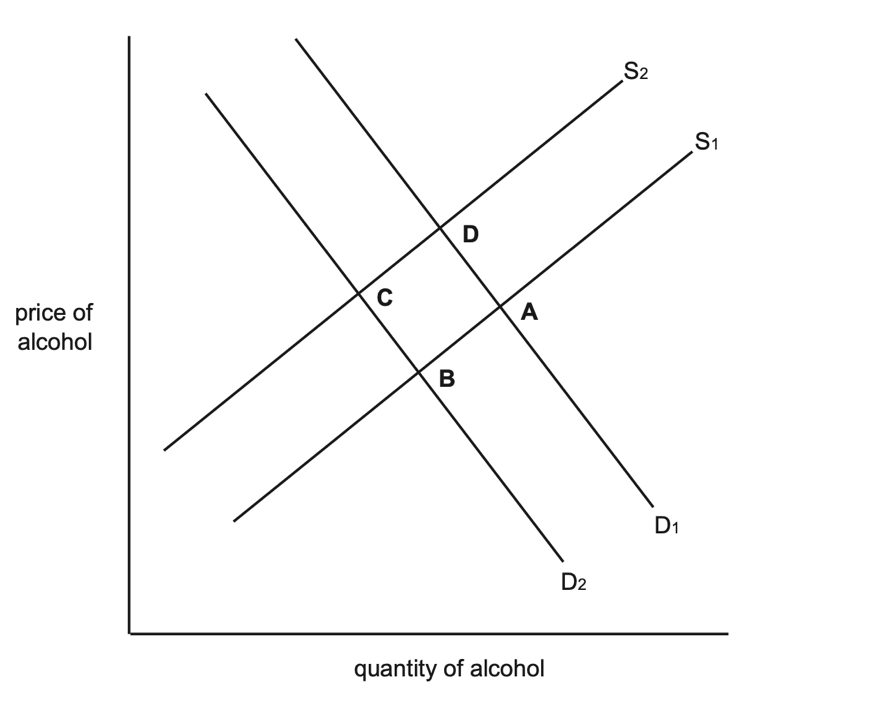 S2
S1
D
C
A
price of
alcohol
B
D1
D2
quantity of alcohol